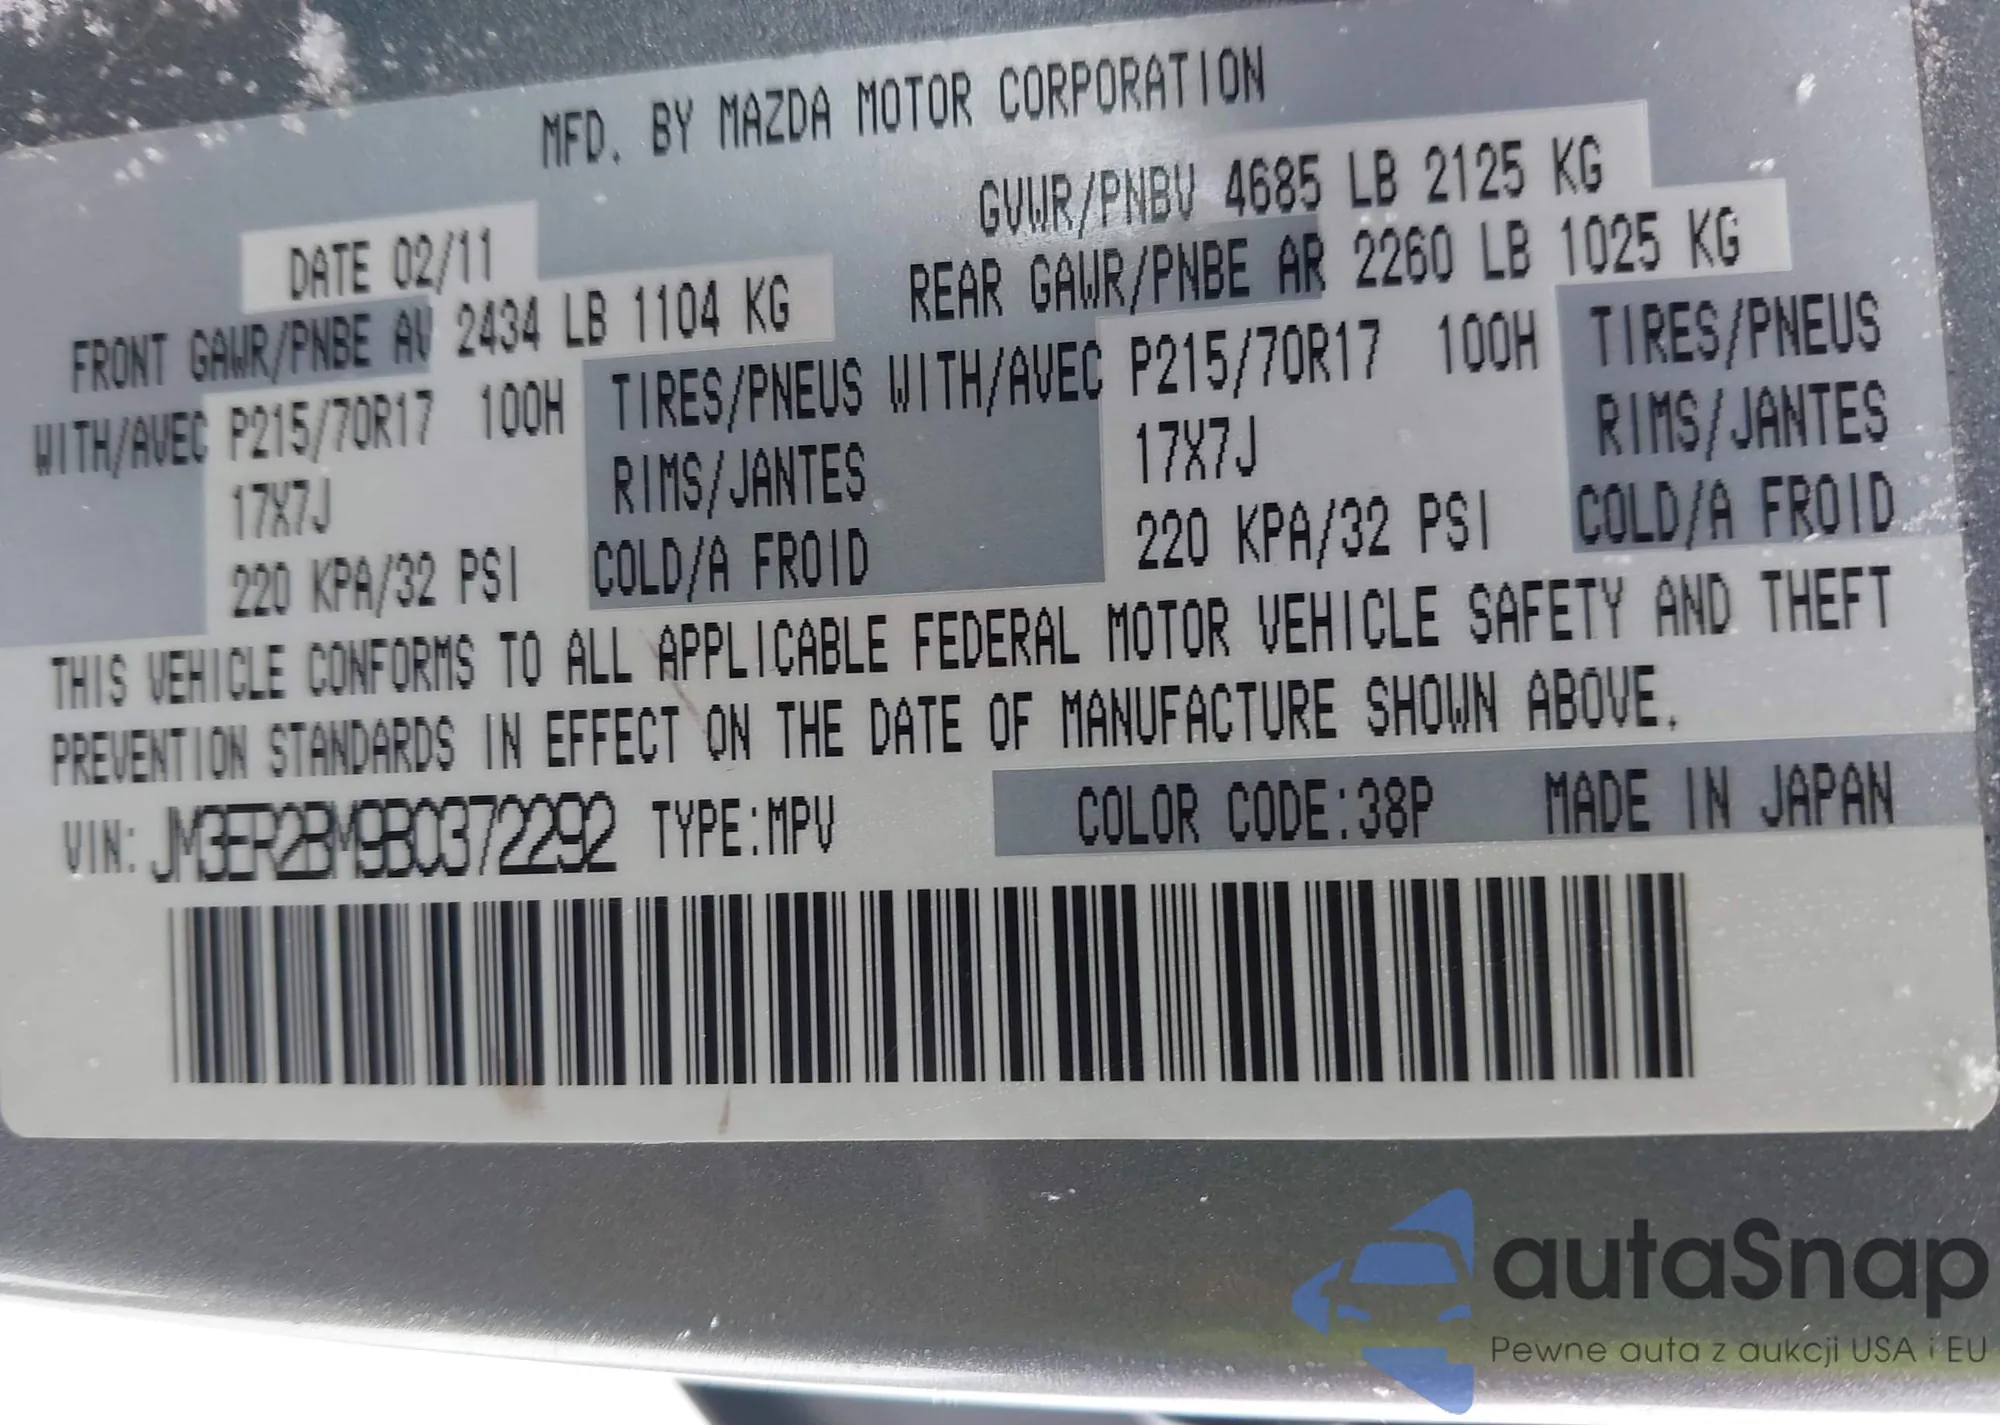 MFD. BY MAZDA MOTOR CORPORATION
DATE 02/11 GVWR/PNBV 4685 LB 2125 KG
FRONT GAWR/PNBE AV 2434 LB 1104 KG REAR GAWR/PNBE AR 2260 LB 1025 KG
WITH/AVEC P215/70R17 100H TIRES/PNEUS WITH/AVEC P215/70R17 100H TIRES/PNEUS
17X7J RIMS/JANTES 17X7J RIMS/JANTES
220 KPA/32 PSI COLD/A FROID 220 KPA/32 PSI COLD/A FROID
THIS VEHICLE CONFORMS TO ALL APPLICABLE FEDERAL MOTOR VEHICLE SAFETY AND THEFT
PREVENTION STANDARDS IN EFFECT ON THE DATE OF MANUFACTURE SHOWN ABOVE.
VIN: JM3ER2BM9B0372292 TYPE:MPV COLOR CODE:38P MADE IN JAPAN
autaSnap
Pewne auta z aukcji USA i EU